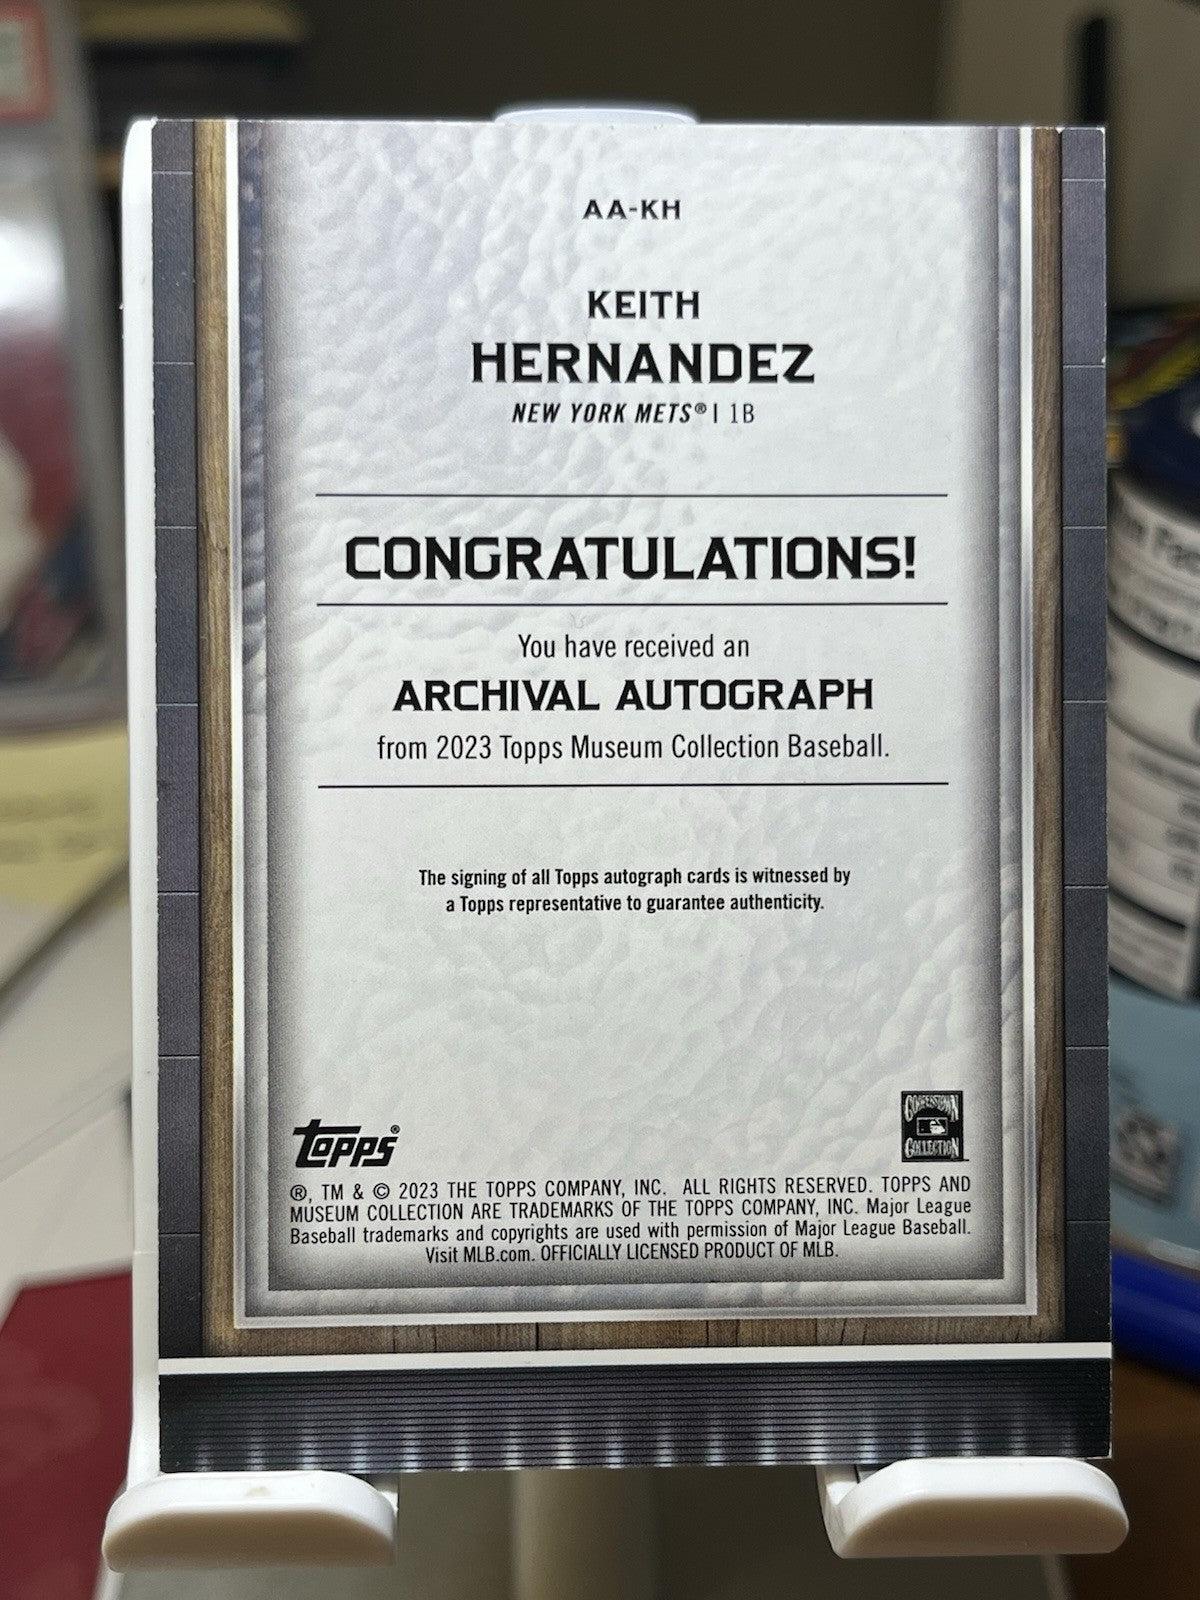 AA-KH
KEITH
HERNANDEZ
NEW YORK METS® | 1B
CONGRATULATIONS!
You have received an
ARCHIVAL AUTOGRAPH
from 2023 Topps Museum Collection Baseball.
The signing of all Topps autograph cards is witnessed by
a Topps representative to guarantee authenticity.
Topps®
COOPERSTOWN
COLLECTION
®, TM & © 2023 THE TOPPS COMPANY, INC. ALL RIGHTS RESERVED. TOPPS AND
MUSEUM COLLECTION ARE TRADEMARKS OF THE TOPPS COMPANY, INC. Major League
Baseball trademarks and copyrights are used with permission of Major League Baseball.
Visit MLB.com. OFFICIALLY LICENSED PRODUCT OF MLB.